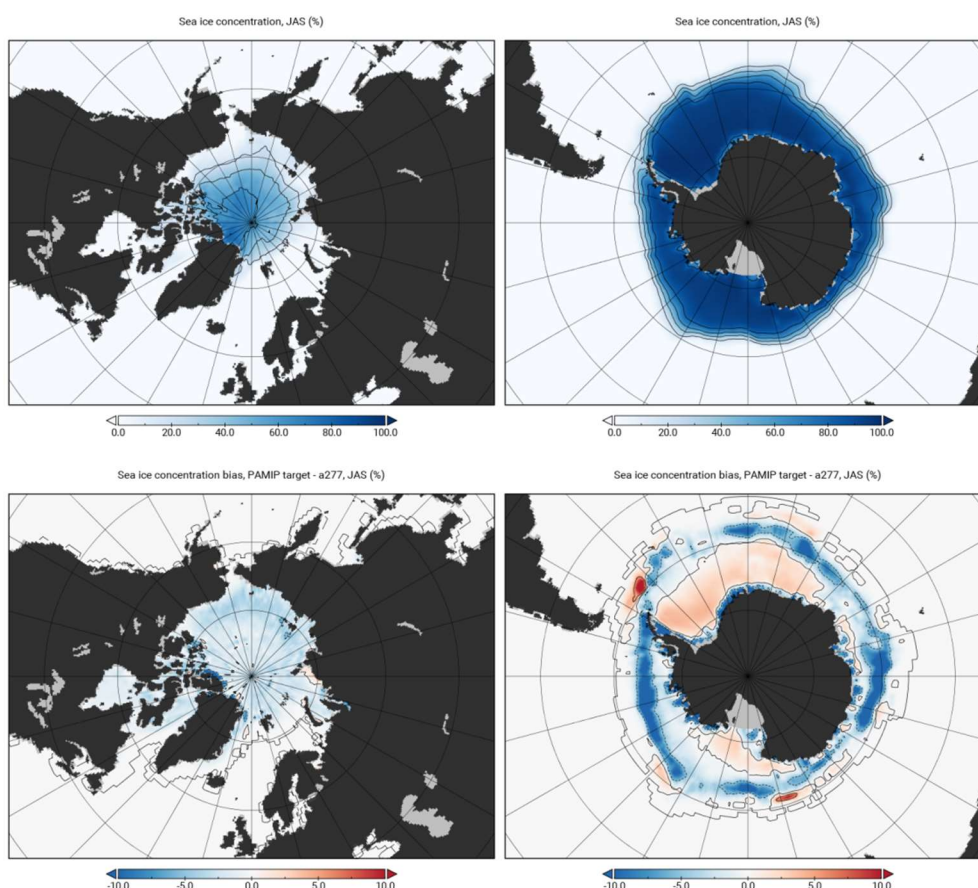 Sea ice concentration, JAS (%)
Sea ice concentration, JAS (%)
0.0 20.0 40.0 60.0 80.0 100.0
0.0 20.0 40.0 60.0 80.0 100.0
Sea ice concentration bias, PAMIP target - a277, JAS (%)
Sea ice concentration bias, PAMIP target - a277, JAS (%)
-10.0 -5.0 0.0 5.0 10.0
-10.0 -5.0 0.0 5.0 10.0